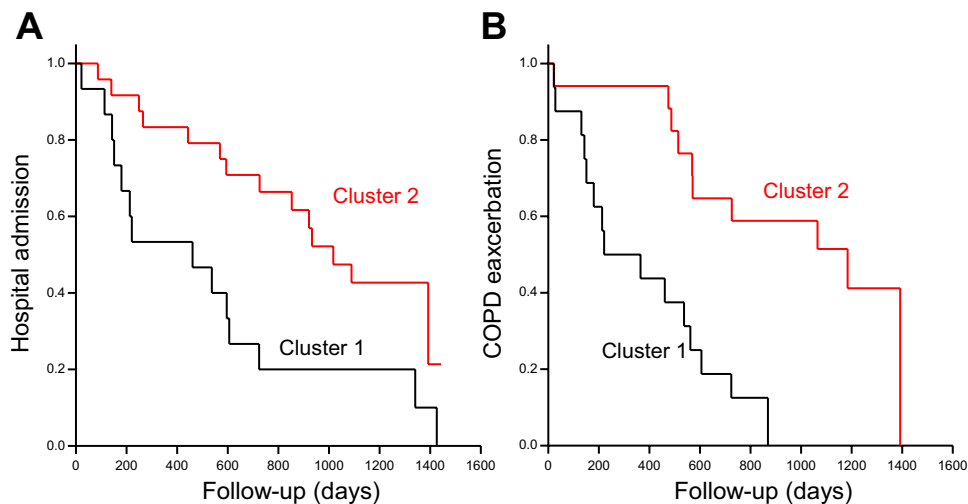 A
Hospital admission
1.0
0.8
0.6
0.4
0.2
0.0
Cluster 2
Cluster 1
0 200 400 600 800 1000 1200 1400 1600
Follow-up (days)
B
COPD eaxcerbation
1.0
0.8
0.6
0.4
0.2
0.0
Cluster 2
Cluster 1
0 200 400 600 800 1000 1200 1400 1600
Follow-up (days)